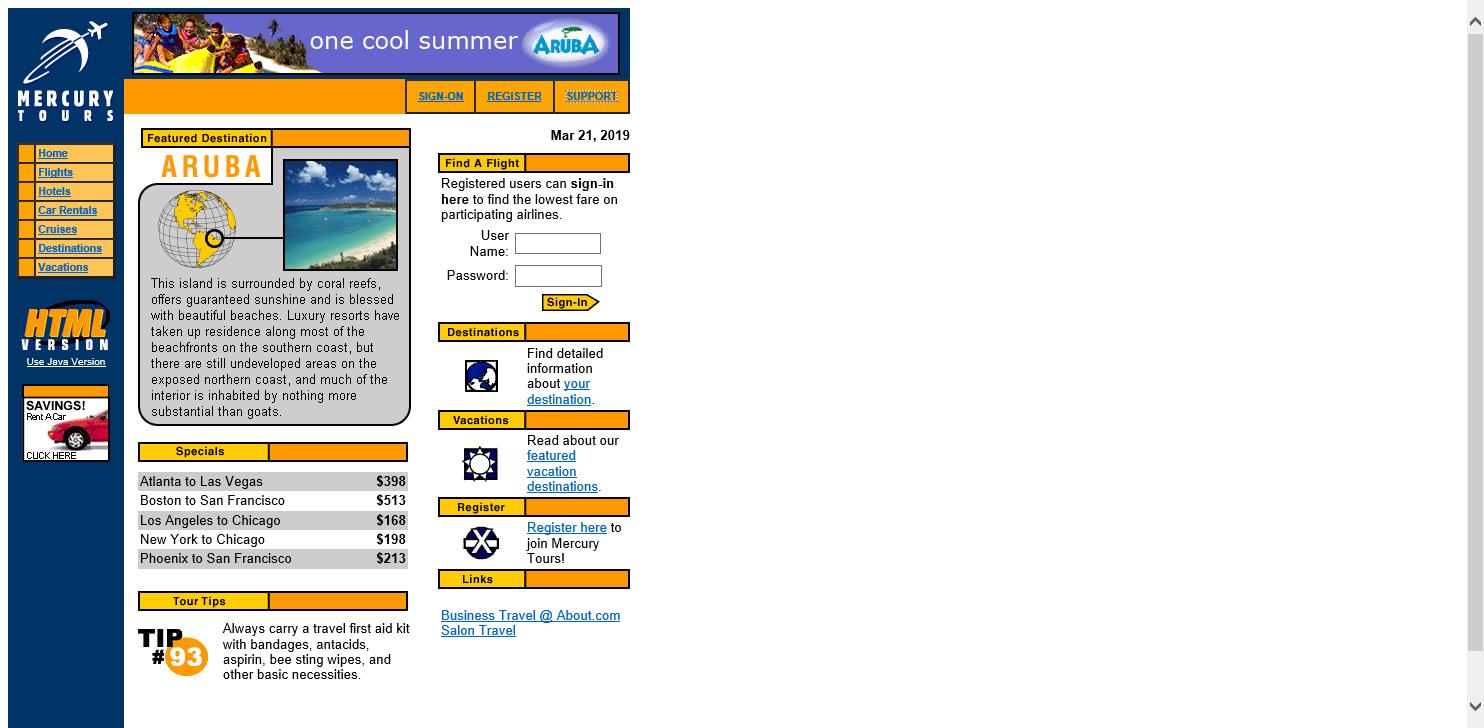 one cool summer ARUBA
MERCURY
TOURS
SIGN-ON REGISTER SUPPORT
Home
Flights
Hotels
Car Rentals
Cruises
Destinations
Vacations
HTML
VERSION
Use Java Version
SAVINGS!
Rent A Car
CLICK HERE
Featured Destination
ARUBA
This island is surrounded by coral reefs,
offers guaranteed sunshine and is blessed
with beautiful beaches. Luxury resorts have
taken up residence along most of the
beachfronts on the southern coast, but
there are still undeveloped areas on the
exposed northern coast, and much of the
interior is inhabited by nothing more
substantial than goats.
Specials
Atlanta to Las Vegas $398
Boston to San Francisco $513
Los Angeles to Chicago $168
New York to Chicago $198
Phoenix to San Francisco $213
Tour Tips
TIP
#93
Always carry a travel first aid kit
with bandages, antacids,
aspirin, bee sting wipes, and
other basic necessities.
Mar 21, 2019
Find A Flight
Registered users can sign-in
here to find the lowest fare on
participating airlines.
User
Name:
Password:
Sign-In
Destinations
Find detailed
information
about your
destination.
Vacations
Read about our
featured
vacation
destinations.
Register
Register here to
join Mercury
Tours!
Links
Business Travel @ About.com
Salon Travel